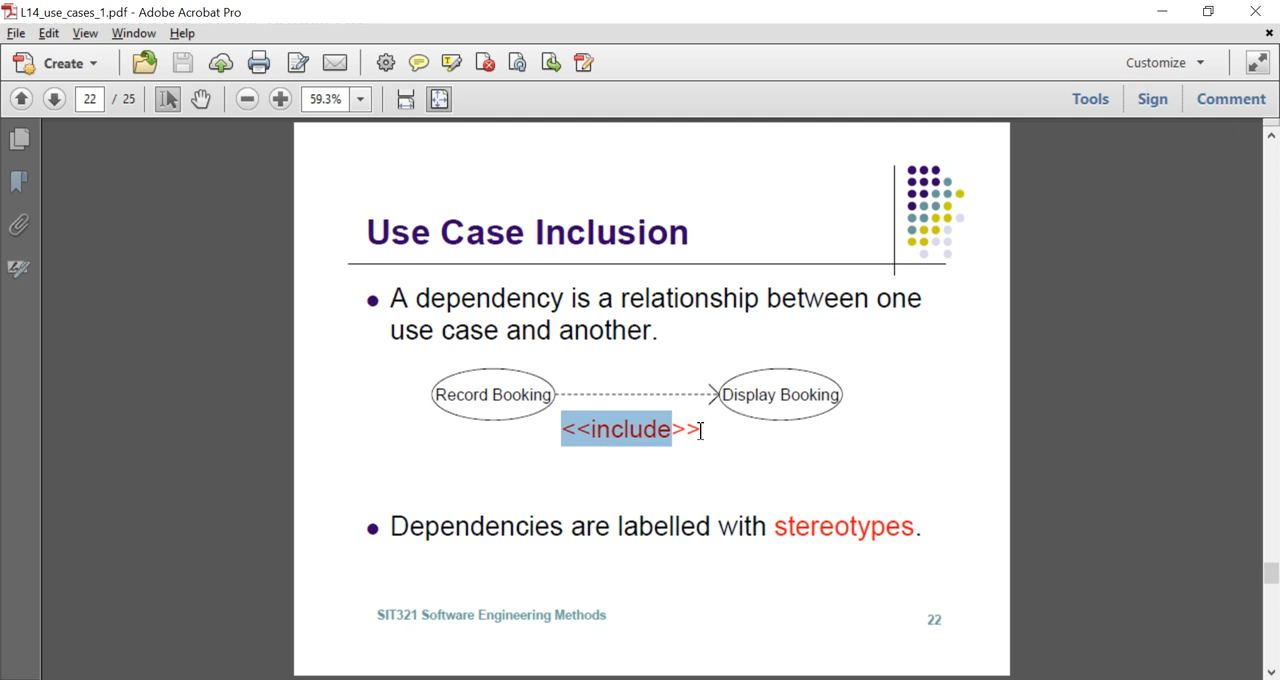 L14_use_cases_1.pdf - Adobe Acrobat Pro
File Edit View Window Help
Create Customize
22 / 25 59.3% Tools Sign Comment
Use Case Inclusion
A dependency is a relationship between one
use case and another.
Record Booking Display Booking
<<include>>
Dependencies are labelled with stereotypes.
SIT321 Software Engineering Methods 22